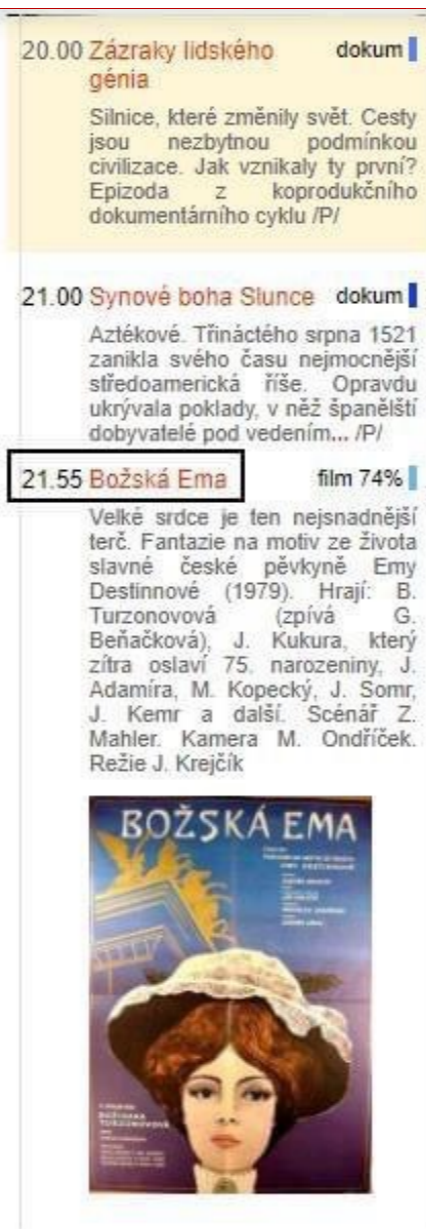 20.00 Zázraky lidského dokum
génia
Silnice, které změnily svět. Cesty
jsou nezbytnou podmínkou
civilizace. Jak vznikaly ty první?
Epizoda z koprodukčního
dokumentárního cyklu /P/
21.00 Synové boha Slunce dokum
Aztékové. Třináctého srpna 1521
zanikla svého času nejmocnější
středoamerická říše. Opravdu
ukrývala poklady, v něž španělští
dobyvatelé pod vedením... /P/
21.55 Božská Ema film 74%
Velké srdce je ten nejsnadnější
terč. Fantazie na motiv ze života
slavné české pěvkyně Emy
Destinnové (1979). Hrají: B.
Turzonovová (zpívá G.
Beňačková), J. Kukura, který
zítra oslaví 75. narozeniny, J.
Adamíra, M. Kopecký, J. Somr,
J. Kemr a další. Scénář Z.
Mahler. Kamera M. Ondříček.
Režie J. Krejčík
BOŽSKÁ EMA
BOŽIDARA
TURZONOVOVÁ